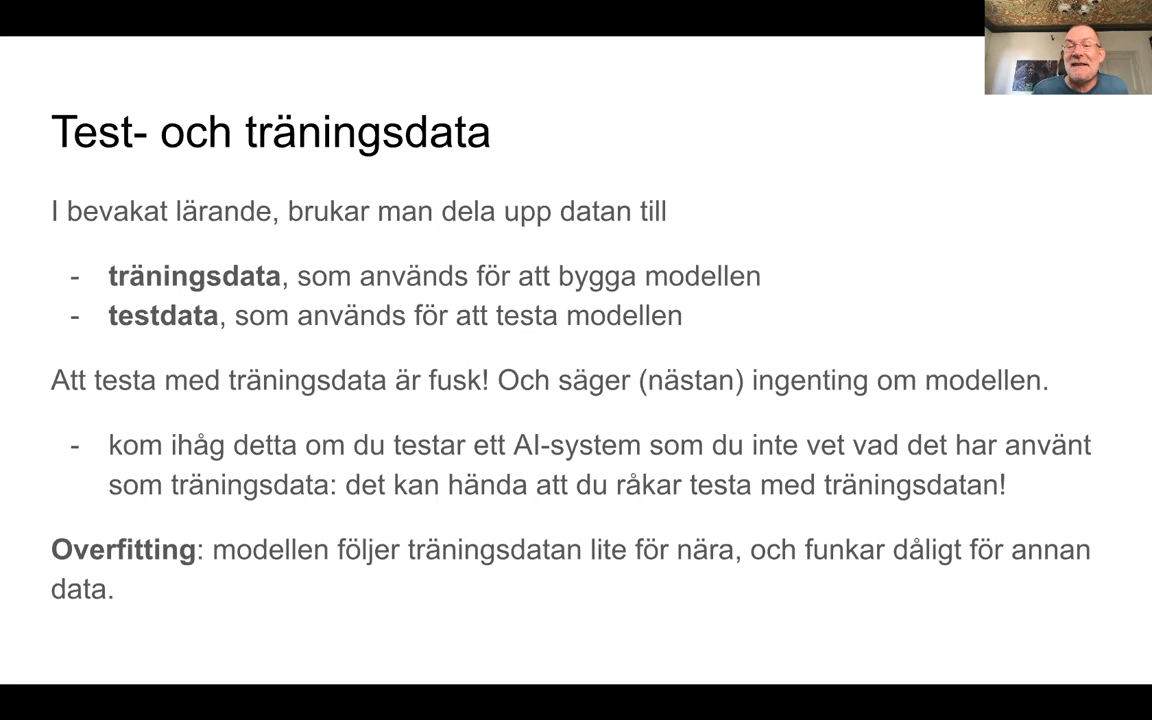 Test- och träningsdata
I bevakat lärande, brukar man dela upp datan till
- träningsdata, som används för att bygga modellen
- testdata, som används för att testa modellen
Att testa med träningsdata är fusk! Och säger (nästan) ingenting om modellen.
- kom ihåg detta om du testar ett AI-system som du inte vet vad det har använt
som träningsdata: det kan hända att du råkar testa med träningsdatan!
Overfitting: modellen följer träningsdatan lite för nära, och funkar dåligt för annan
data.